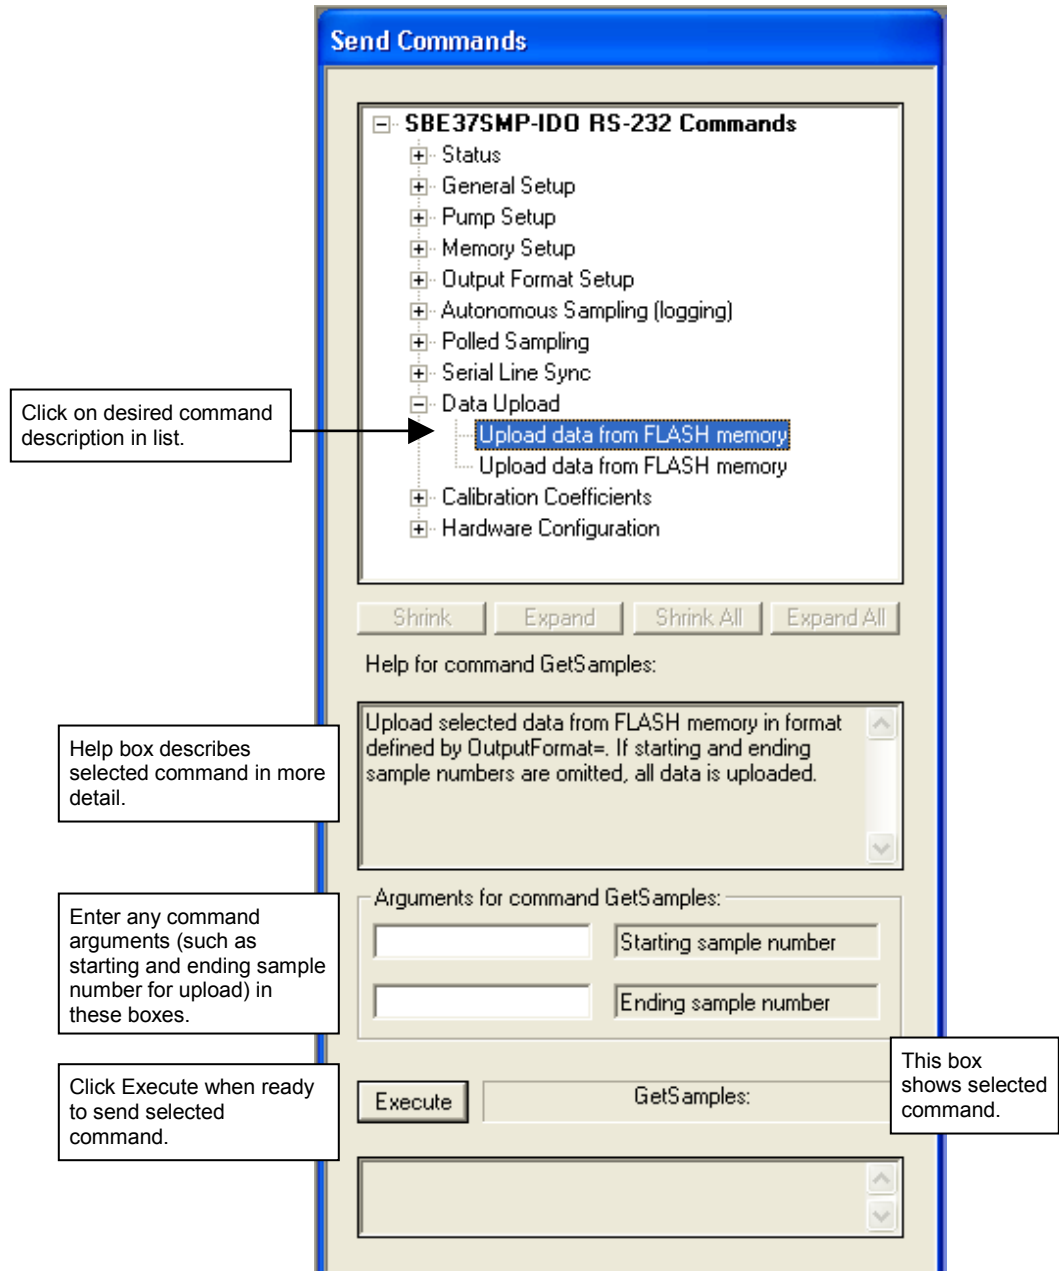 Send Commands
SBE37SMP-IDO RS-232 Commands
Status
General Setup
Pump Setup
Memory Setup
Output Format Setup
Autonomous Sampling (logging)
Polled Sampling
Serial Line Sync
Data Upload
Upload data from FLASH memory
Upload data from FLASH memory
Calibration Coefficients
Hardware Configuration
Click on desired command
description in list.
Shrink
Expand
Shrink All
Expand All
Help for command GetSamples:
Upload selected data from FLASH memory in format
defined by OutputFormat=. If starting and ending
sample numbers are omitted, all data is uploaded.
Help box describes
selected command in more
detail.
Arguments for command GetSamples:
Starting sample number
Ending sample number
Enter any command
arguments (such as
starting and ending sample
number for upload) in
these boxes.
Click Execute when ready
to send selected
command.
Execute
GetSamples:
This box
shows selected
command.